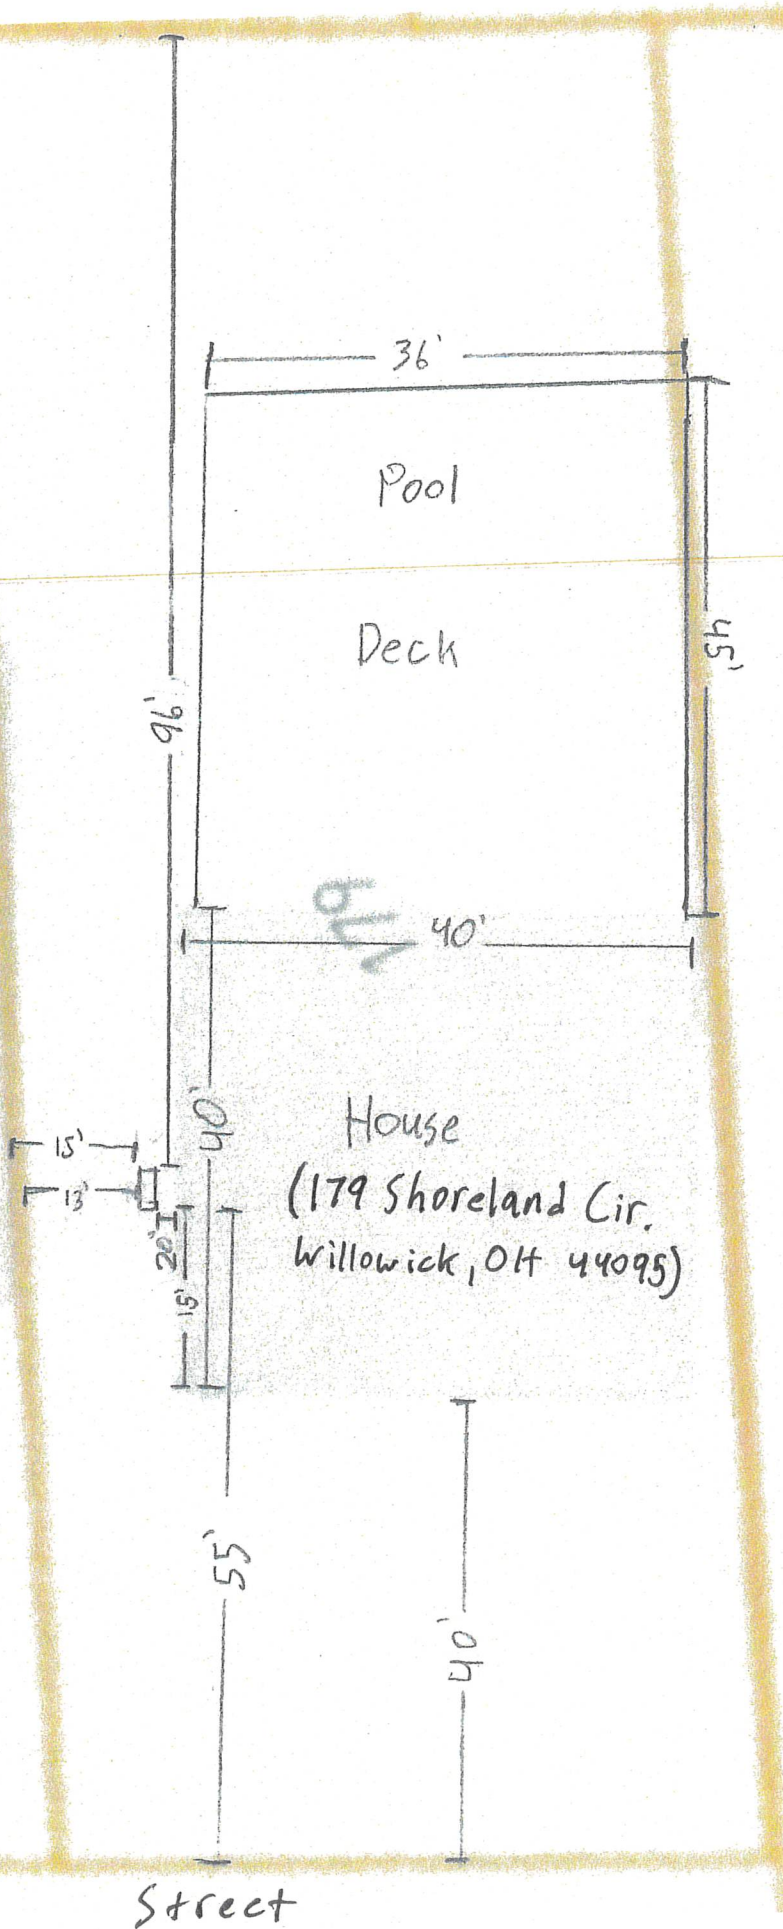 36'
Pool
45'
Deck
96'
179
40'
40'
House
15'
13'
(179 Shoreland Cir.
Willowick, OH 44095)
20'
15'
55'
40'
Street